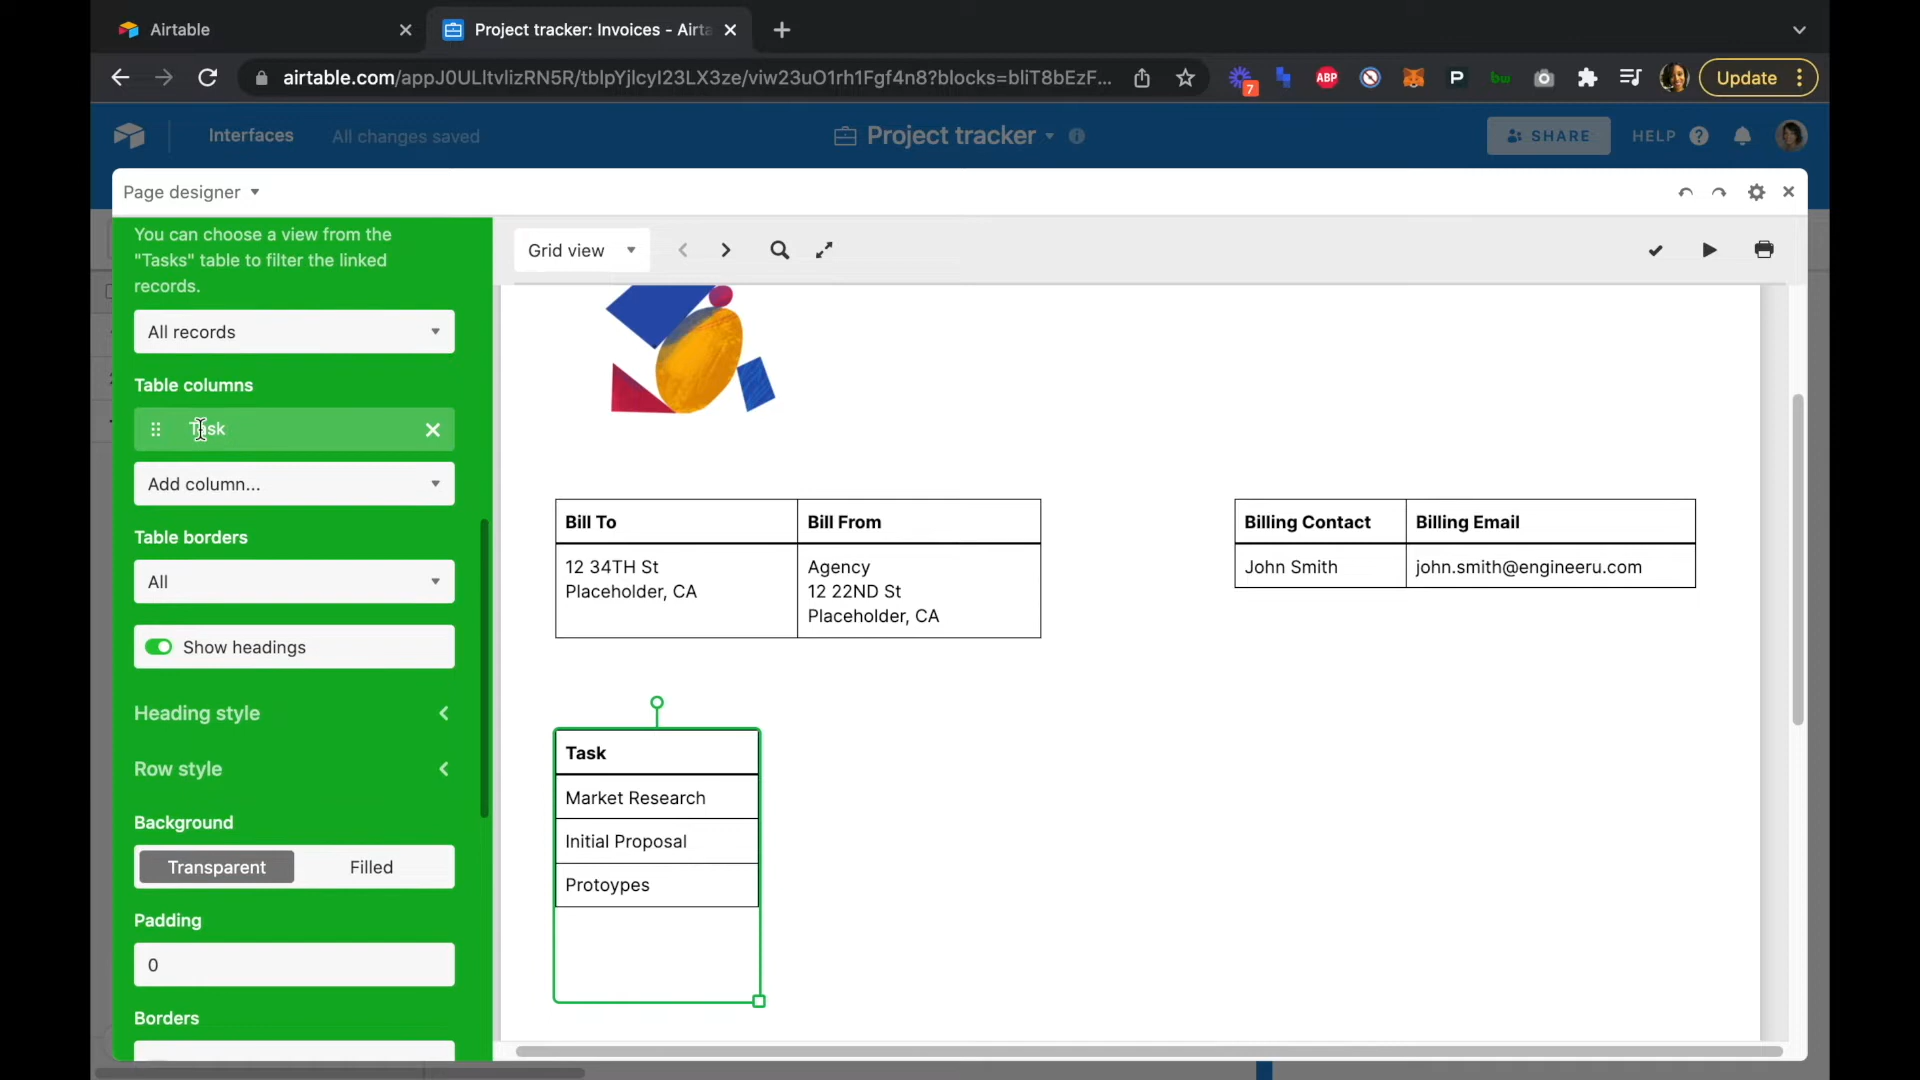 Airtable
Project tracker: Invoices - Airta
airtable.com/appJ0ULltvlizRN5R/tblpYjlcyI23LX3ze/viw23uO1rh1Fgf4n8?blocks=bliT8bEzF...
7
ABP
P
bw
Update
Interfaces
All changes saved
Project tracker
SHARE
HELP
Page designer
You can choose a view from the
"Tasks" table to filter the linked
records.
All records
Table columns
Task
Add column...
Table borders
All
Show headings
Heading style
Row style
Background
Transparent
Filled
Padding
0
Borders
Grid view
Bill To
Bill From
12 34TH St
Placeholder, CA
Agency
12 22ND St
Placeholder, CA
Billing Contact
Billing Email
John Smith
john.smith@engineeru.com
Task
Market Research
Initial Proposal
Protoypes